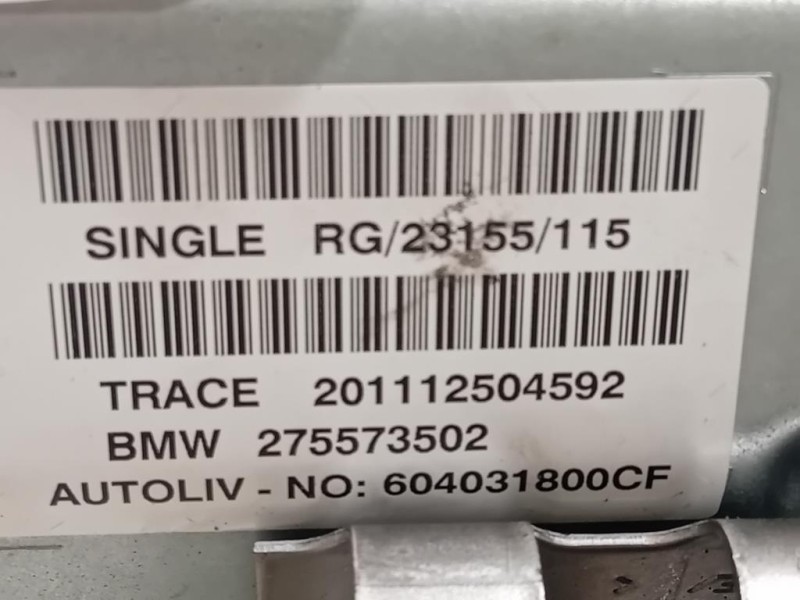 SINGLE RG/23155/115
TRACE 201112504592
BMW 275573502
AUTOLIV - NO: 604031800CF